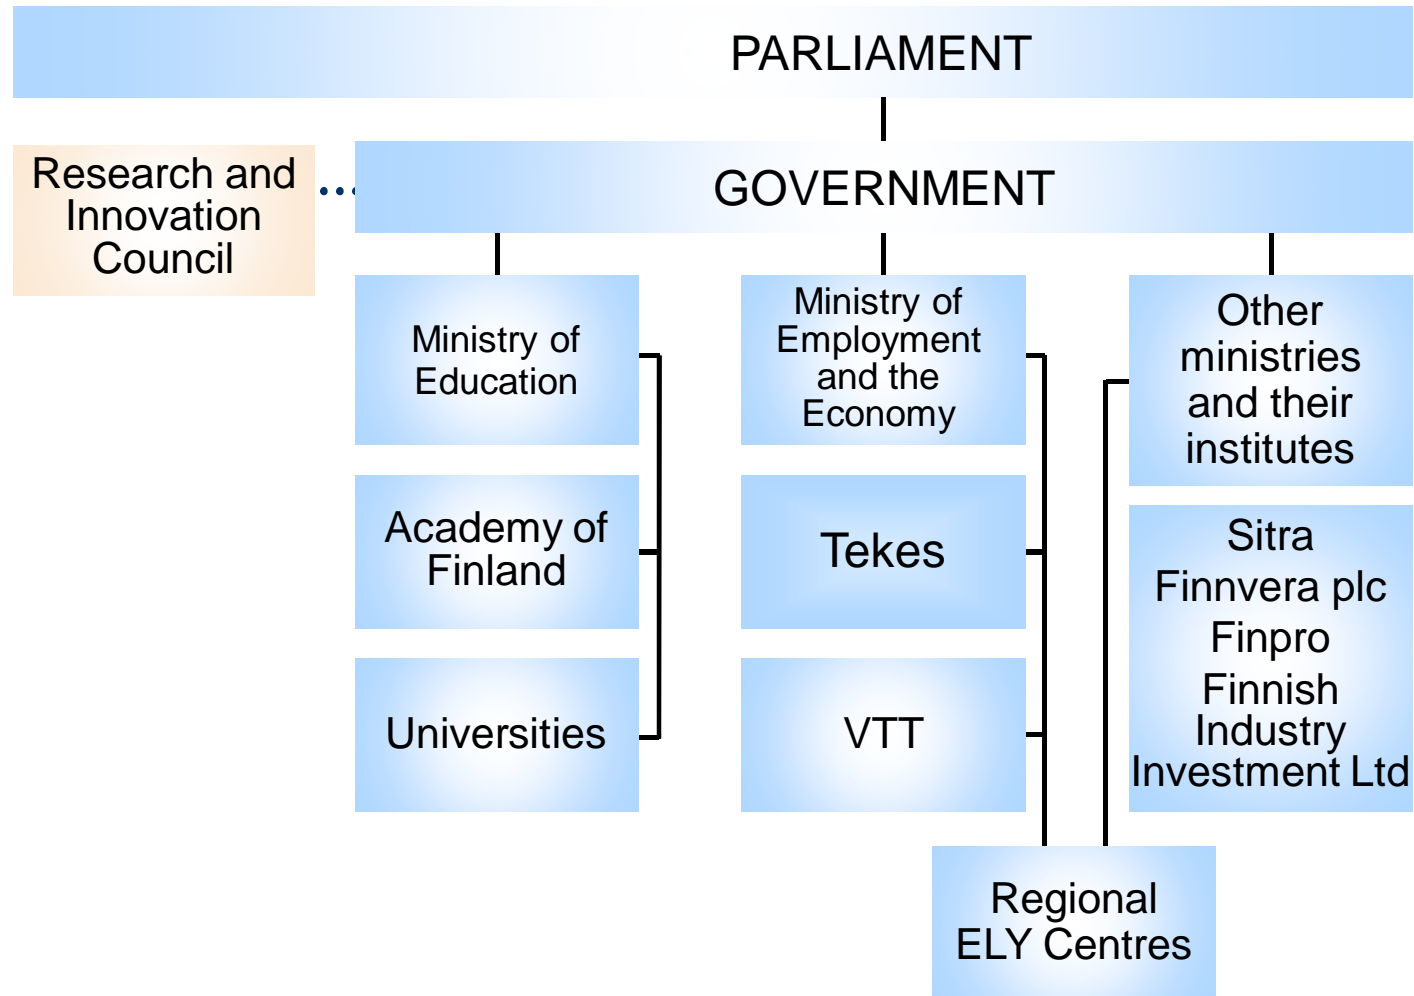 PARLIAMENT
Research and
Innovation
Council
GOVERNMENT
Ministry of
Education
Ministry of
Employment
and the
Economy
Other
ministries
and their
institutes
Academy of
Finland
Tekes
Sitra
Finnvera plc
Finpro
Finnish
Industry
Investment Ltd
Universities
VTT
Regional
ELY Centres